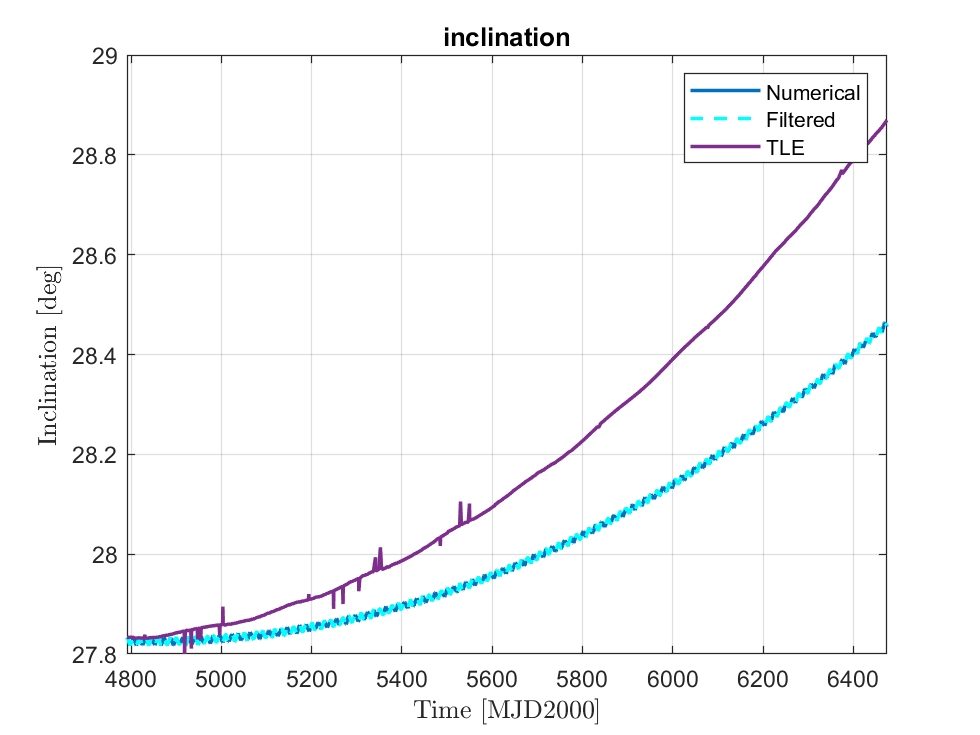 inclination
29
28.8
28.6
28.4
28.2
28
27.8
Inclination [deg]
Numerical
Filtered
TLE
4800 5000 5200 5400 5600 5800 6000 6200 6400
Time [MJD2000]